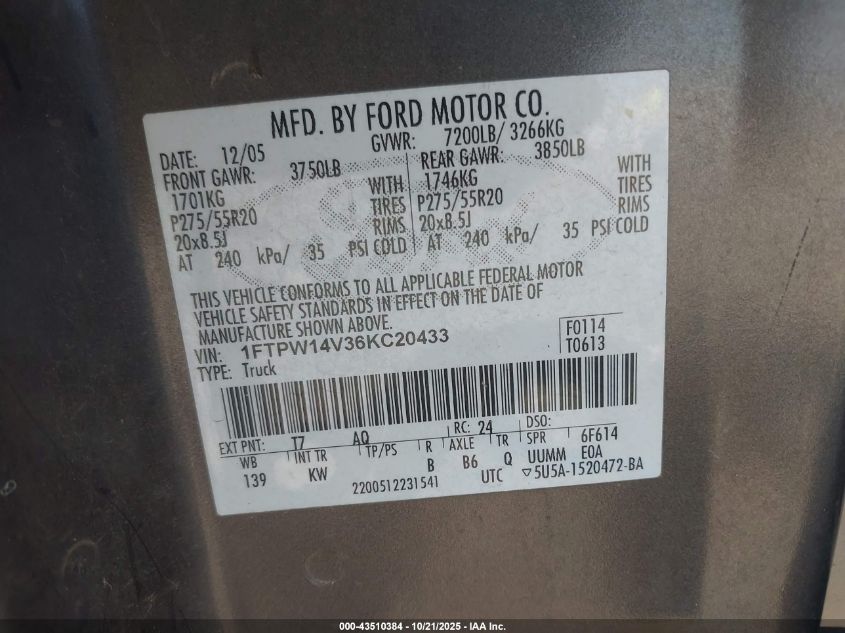 MFD. BY FORD MOTOR CO.
DATE: 12/05 GVWR: 7200LB/ 3266KG
FRONT GAWR: 3750LB REAR GAWR: 3850LB
1701KG WITH 1746KG WITH
P275/55R20 TIRES P275/55R20 TIRES
20x8.5J RIMS 20x8.5J RIMS
AT 240 kPa/ 35 PSI COLD AT 240 kPa/ 35 PSI COLD
THIS VEHICLE CONFORMS TO ALL APPLICABLE FEDERAL MOTOR
VEHICLE SAFETY STANDARDS IN EFFECT ON THE DATE OF
MANUFACTURE SHOWN ABOVE.
VIN: 1FTPW14V36KC20433 F0114
TYPE: Truck T0613
EXT PNT: T7 AQ RC: 24 DSO:
WB INT TR TP/PS R AXLE TR SPR 6F614
139 KW B B6 Q UUMM EOA
2200512231541 UTC ▽5U5A-1520472-BA
000-43510384 - 10/21/2025 - IAA Inc.